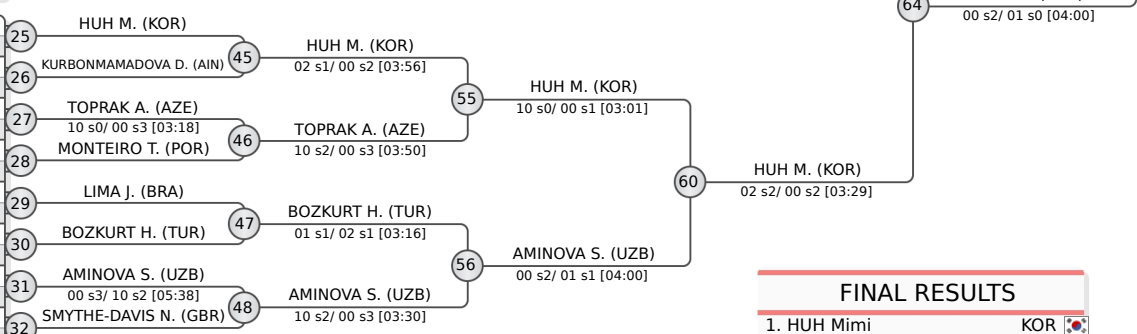 64
00 s2/ 01 s0 [04:00]
25
HUH M. (KOR)
26
KURBONMAMADOVA D. (AIN)
45
HUH M. (KOR)
02 s1/ 00 s2 [03:56]
27
TOPRAK A. (AZE)
10 s0/ 00 s3 [03:18]
28
MONTEIRO T. (POR)
46
TOPRAK A. (AZE)
10 s2/ 00 s3 [03:50]
55
HUH M. (KOR)
10 s0/ 00 s1 [03:01]
29
LIMA J. (BRA)
30
BOZKURT H. (TUR)
47
BOZKURT H. (TUR)
01 s1/ 02 s1 [03:16]
31
AMINOVA S. (UZB)
00 s3/ 10 s2 [05:38]
32
SMYTHE-DAVIS N. (GBR)
48
AMINOVA S. (UZB)
10 s2/ 00 s3 [03:30]
56
AMINOVA S. (UZB)
00 s2/ 01 s1 [04:00]
60
HUH M. (KOR)
02 s2/ 00 s2 [03:29]
FINAL RESULTS
1. HUH Mimi KOR